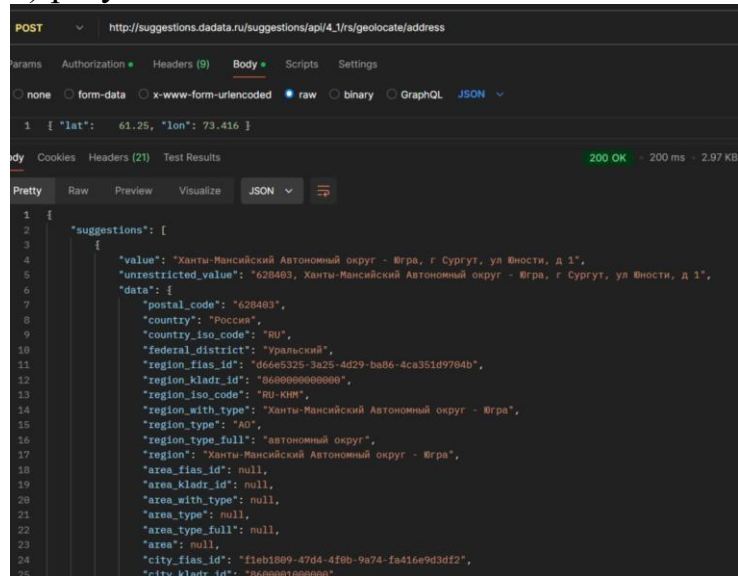 POST http://suggestions.dadata.ru/suggestions/api/4_1/rs/geolocate/address
Params Authorization Headers (9) Body Scripts Settings
none form-data x-www-form-urlencoded raw binary GraphQL JSON
1 { "lat": 61.25, "lon": 73.416 }
ody Cookies Headers (21) Test Results 200 OK 200 ms 2.97 KB
Pretty Raw Preview Visualize JSON
1 {
2 "suggestions": [
3 {
4 "value": "Ханты-Мансийский Автономный округ - Югра, г Сургут, ул Юности, д 1",
5 "unrestricted_value": "628403, Ханты-Мансийский Автономный округ - Югра, г Сургут, ул Юности, д 1",
6 "data": {
7 "postal_code": "628403",
8 "country": "Россия",
9 "country_iso_code": "RU",
10 "federal_district": "Уральский",
11 "region_fias_id": "d66e5325-3a25-4d29-ba86-4ca351d9704b",
12 "region_kladr_id": "8600000000000",
13 "region_iso_code": "RU-KHM",
14 "region_with_type": "Ханты-Мансийский Автономный округ - Югра",
15 "region_type": "АО",
16 "region_type_full": "автономный округ",
17 "region": "Ханты-Мансийский Автономный округ - Югра",
18 "area_fias_id": null,
19 "area_kladr_id": null,
20 "area_with_type": null,
21 "area_type": null,
22 "area_type_full": null,
23 "area": null,
24 "city_fias_id": "f1eb1809-47d4-4f0b-9a74-fa416e9d3df2",
25 "city_kladr_id": "8600001000000",